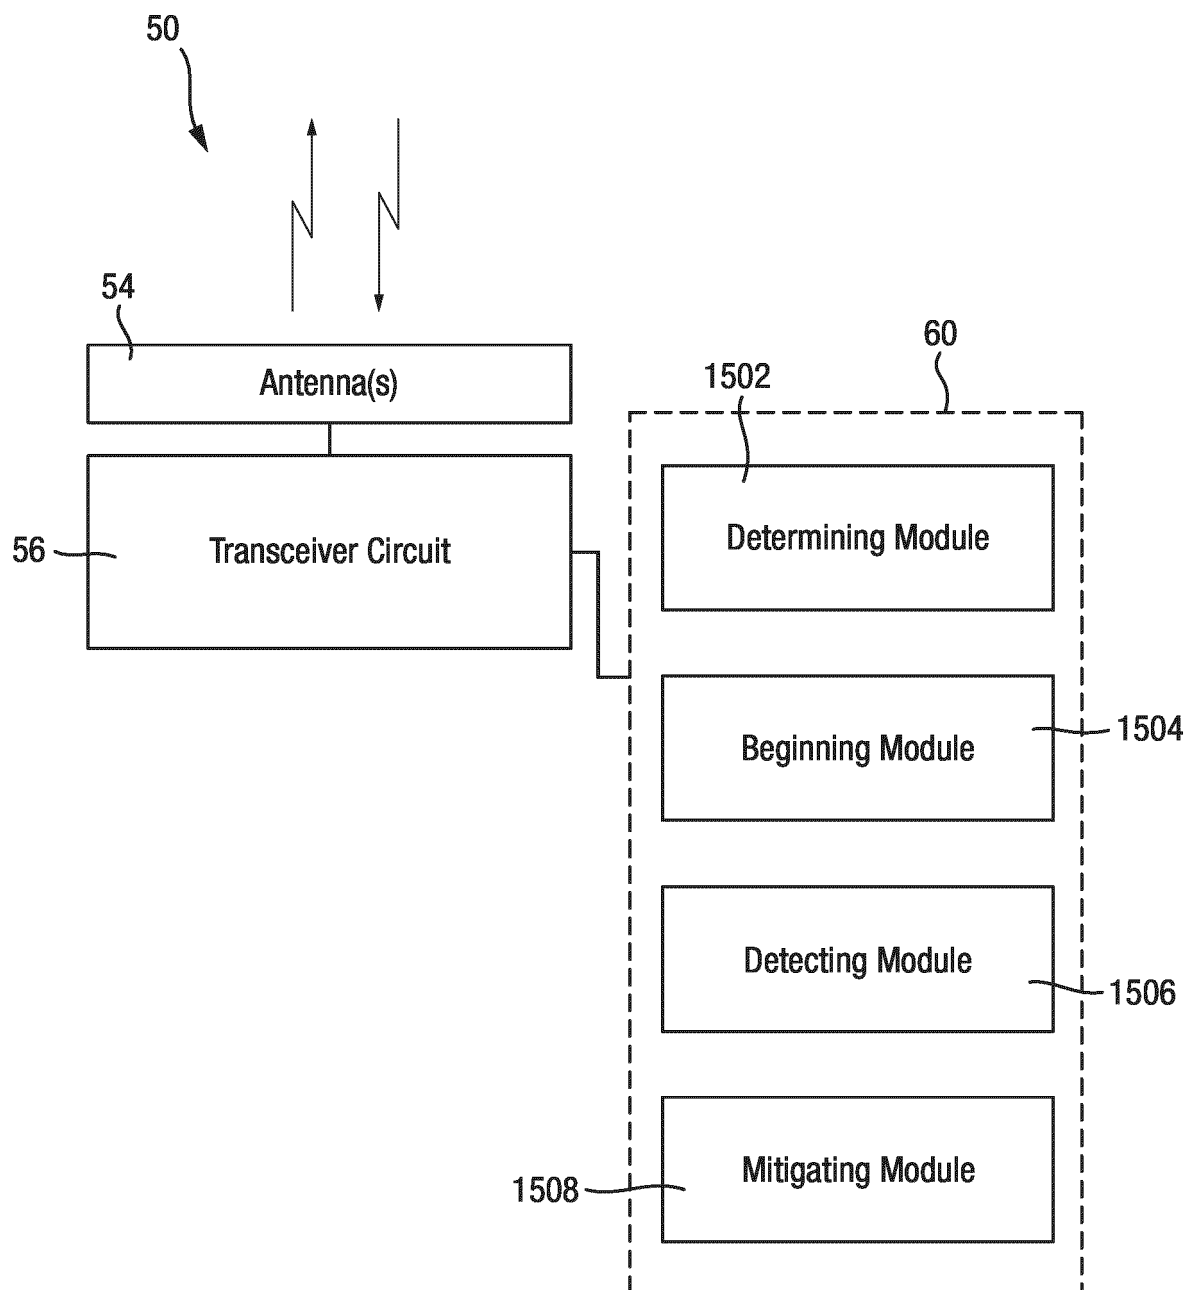 50
54
Antenna(s)
60
1502
56
Transceiver Circuit
Determining Module
Beginning Module
1504
Detecting Module
1506
Mitigating Module
1508